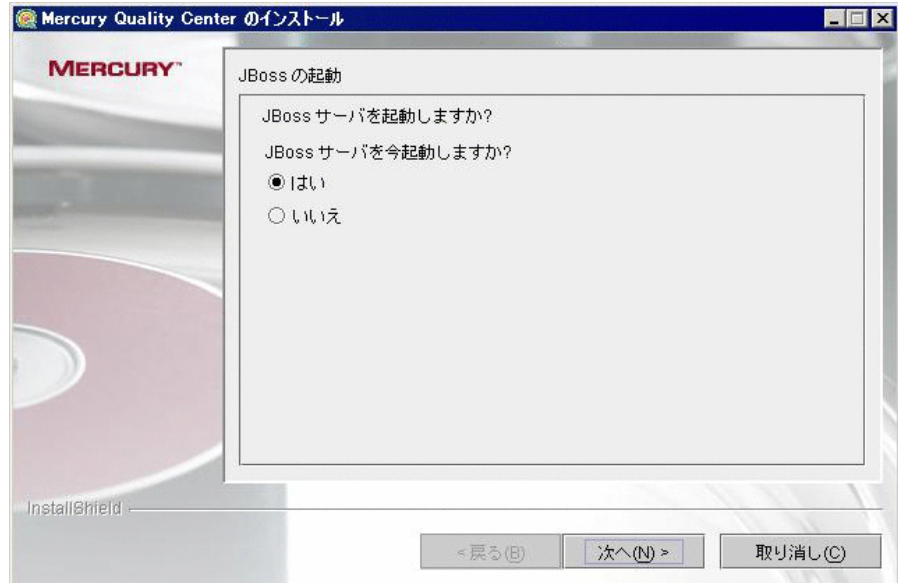 Mercury Quality Center のインストール
MERCURY™
JBoss の起動
JBoss サーバを起動しますか?
JBoss サーバを今起動しますか?
はい
いいえ
InstallShield
< 戻る(B)
次へ(N) >
取り消し(C)